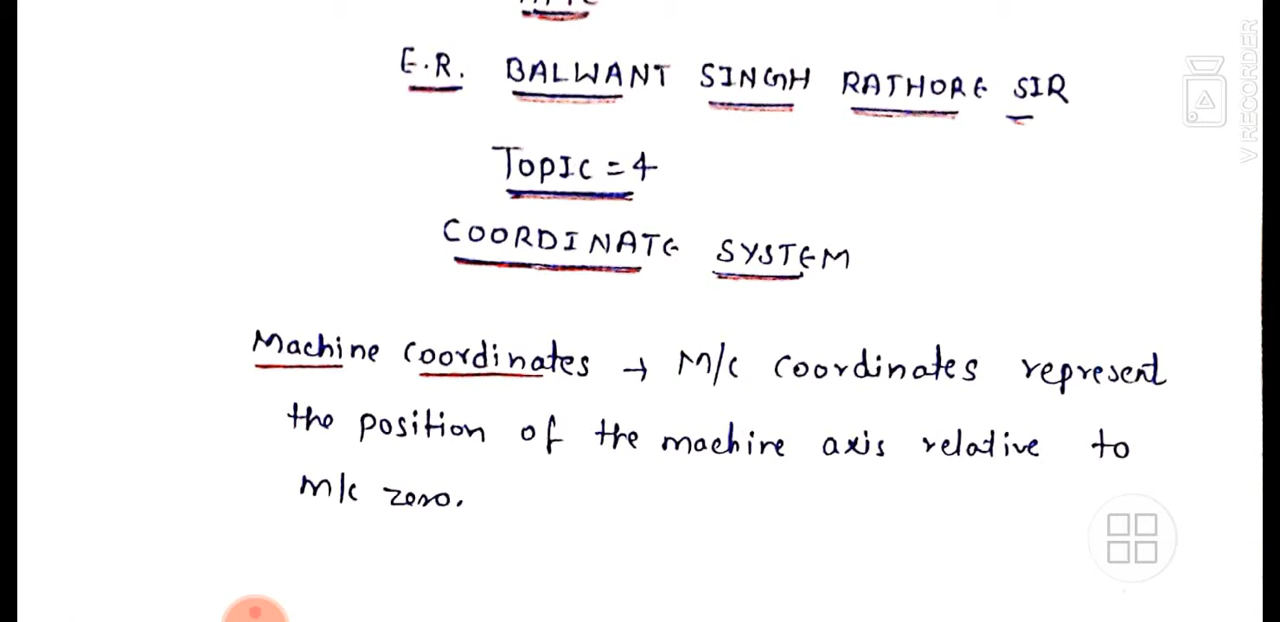 E.R. BALWANT SINGH RATHORE SIR
TOPIC = 4
COORDINATE SYSTEM
Machine Coordinates → M/C Coordinates represent
the position of the machine axis relative to
m/c zero.
V RECORDER